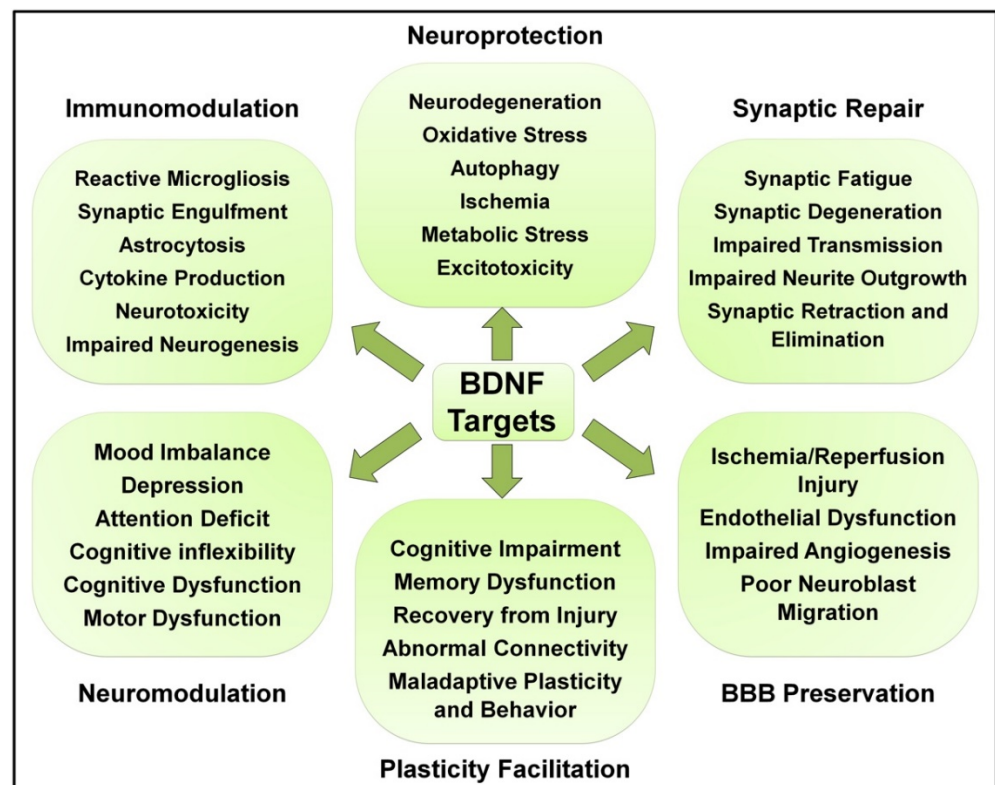 Neuroprotection
Neurodegeneration
Oxidative Stress
Autophagy
Ischemia
Metabolic Stress
Excitotoxicity
Immunomodulation
Reactive Microgliosis
Synaptic Engulfment
Astrocytosis
Cytokine Production
Neurotoxicity
Impaired Neurogenesis
Synaptic Repair
Synaptic Fatigue
Synaptic Degeneration
Impaired Transmission
Impaired Neurite Outgrowth
Synaptic Retraction and
Elimination
BDNF
Targets
Mood Imbalance
Depression
Attention Deficit
Cognitive inflexibility
Cognitive Dysfunction
Motor Dysfunction
Neuromodulation
Cognitive Impairment
Memory Dysfunction
Recovery from Injury
Abnormal Connectivity
Maladaptive Plasticity
and Behavior
Plasticity Facilitation
Ischemia/Reperfusion
Injury
Endothelial Dysfunction
Impaired Angiogenesis
Poor Neuroblast
Migration
BBB Preservation